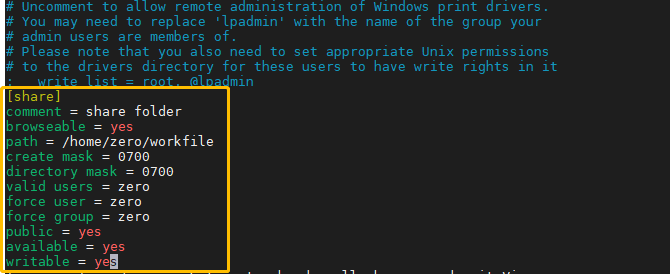 # Uncomment to allow remote administration of Windows print drivers.
# You may need to replace 'lpadmin' with the name of the group your
# admin users are members of.
# Please note that you also need to set appropriate Unix permissions
# to the drivers directory for these users to have write rights in it
;   write list = root, @lpadmin
[share]
comment = share folder
browseable = yes
path = /home/zero/workfile
create mask = 0700
directory mask = 0700
valid users = zero
force user = zero
force group = zero
public = yes
available = yes
writable = yes